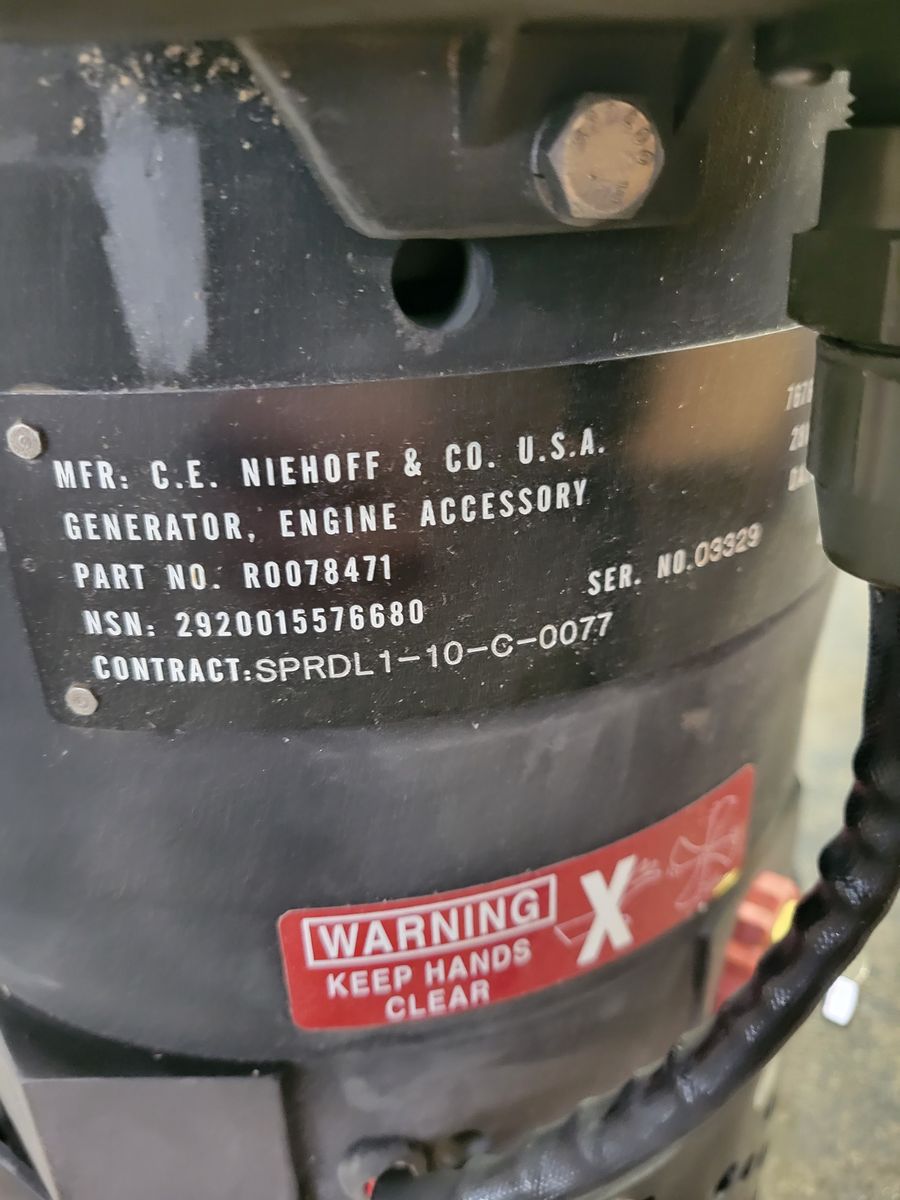 MFR: C.E. NIEHOFF & CO. U.S.A.
GENERATOR, ENGINE ACCESSORY
PART NO. R0078471
SER. NO.03329
NSN: 2920015576680
CONTRACT:SPRDL1-10-C-0077
WARNING
KEEP HANDS
CLEAR
X